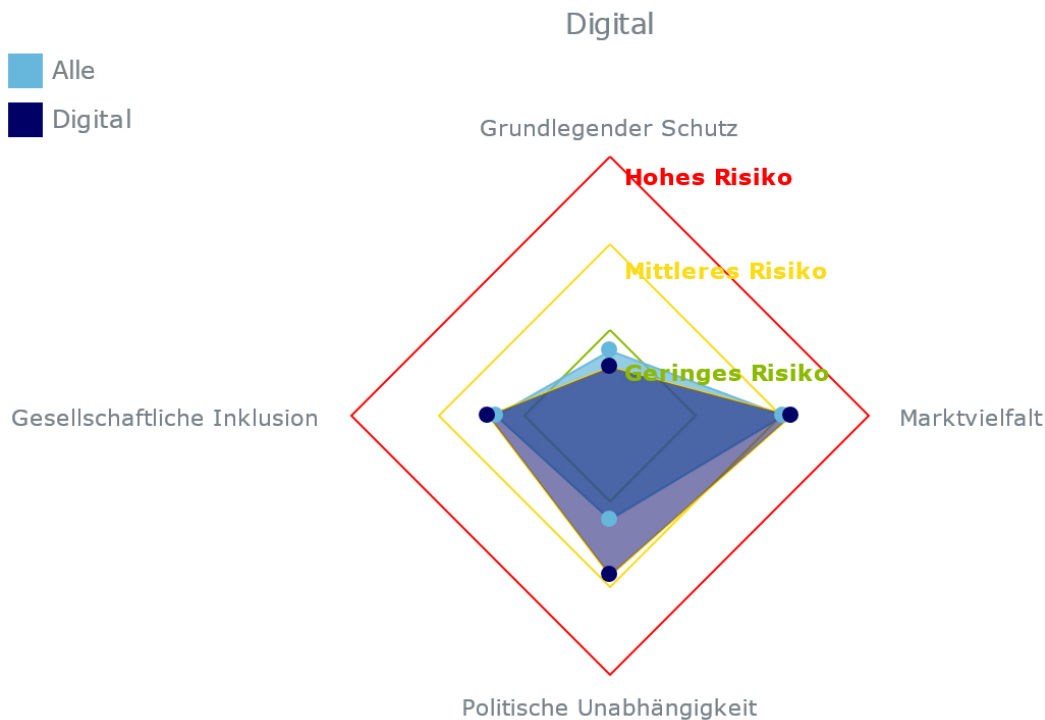 Digital
Alle
Digital
Grundlegender Schutz
Hohes Risiko
Mittleres Risiko
Geringes Risiko
Gesellschaftliche Inklusion
Marktvielfalt
Politische Unabhängigkeit